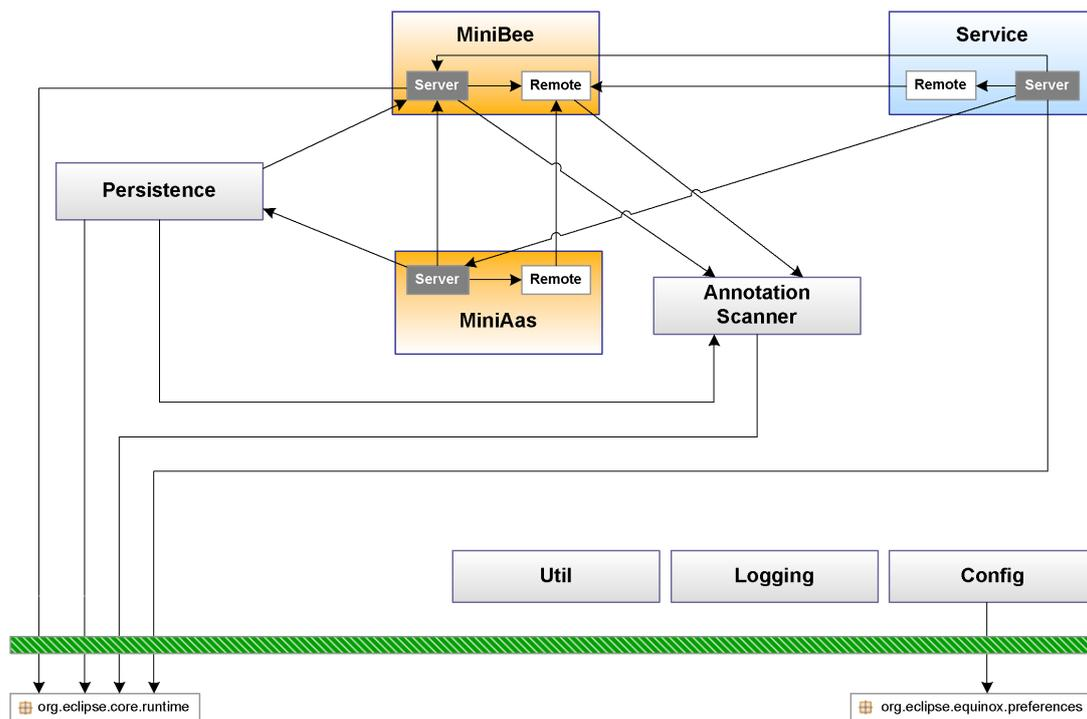 MiniBee
Service
Server
Remote
Remote
Server
Persistence
Server
Remote
MiniAas
Annotation
Scanner
Util
Logging
Config
org.eclipse.core.runtime
org.eclipse.equinox.preferences